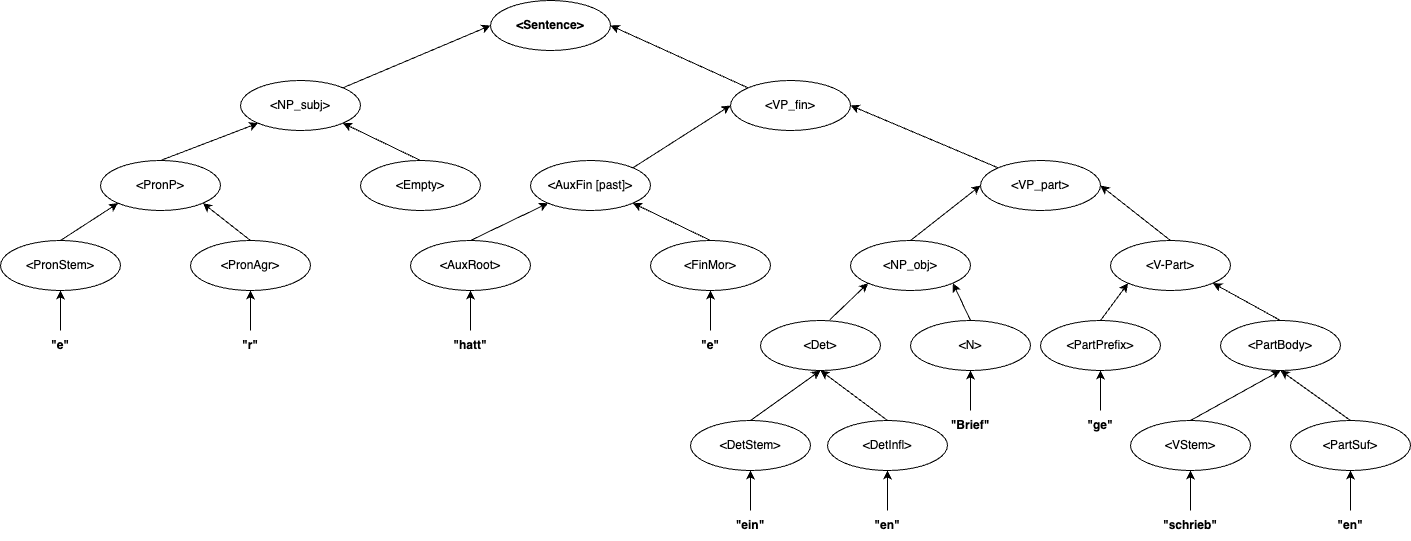 <Sentence>
<NP_subj> <VP_fin>
<PronP> <Empty> <AuxFin [past]> <VP_part>
<PronStem> <PronAgr> <AuxRoot> <FinMor> <NP_obj> <V-Part>
"e" "r" "hatt" "e" <Det> <N> <PartPrefix> <PartBody>
"Brief" "ge"
<DetStem> <DetInfl> <VStem> <PartSuf>
"ein" "en" "schrieb" "en"